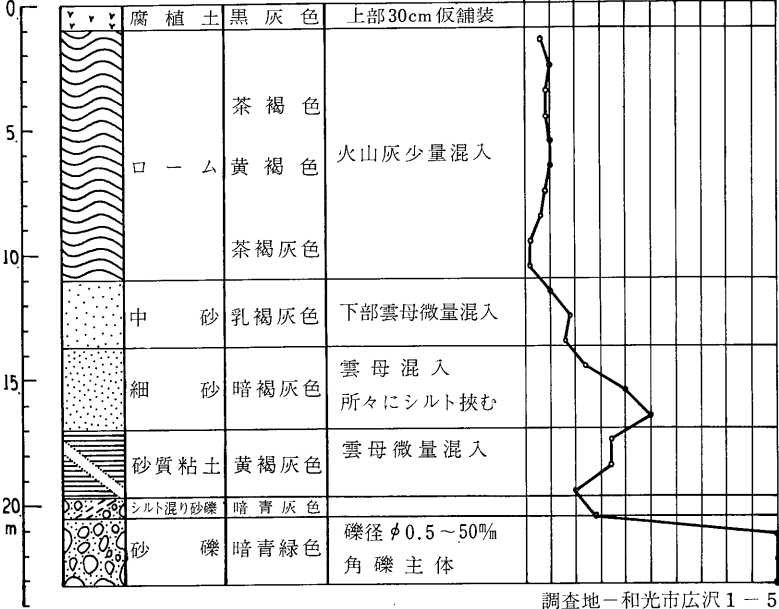 0
腐植土 黒灰色 上部30cm仮舗装
茶褐色
5
ローム 黄褐色 火山灰少量混入
茶褐灰色
10
中砂 乳褐灰色 下部雲母微量混入
15
細砂 暗褐灰色 雲母混入
所々にシルト挾む
砂質粘土 黄褐灰色 雲母微量混入
20
m
シルト混り砂礫 暗青灰色
砂礫 暗青緑色 礫径φ0.5~50㎜
角礫主体
調査地-和光市広沢1-5